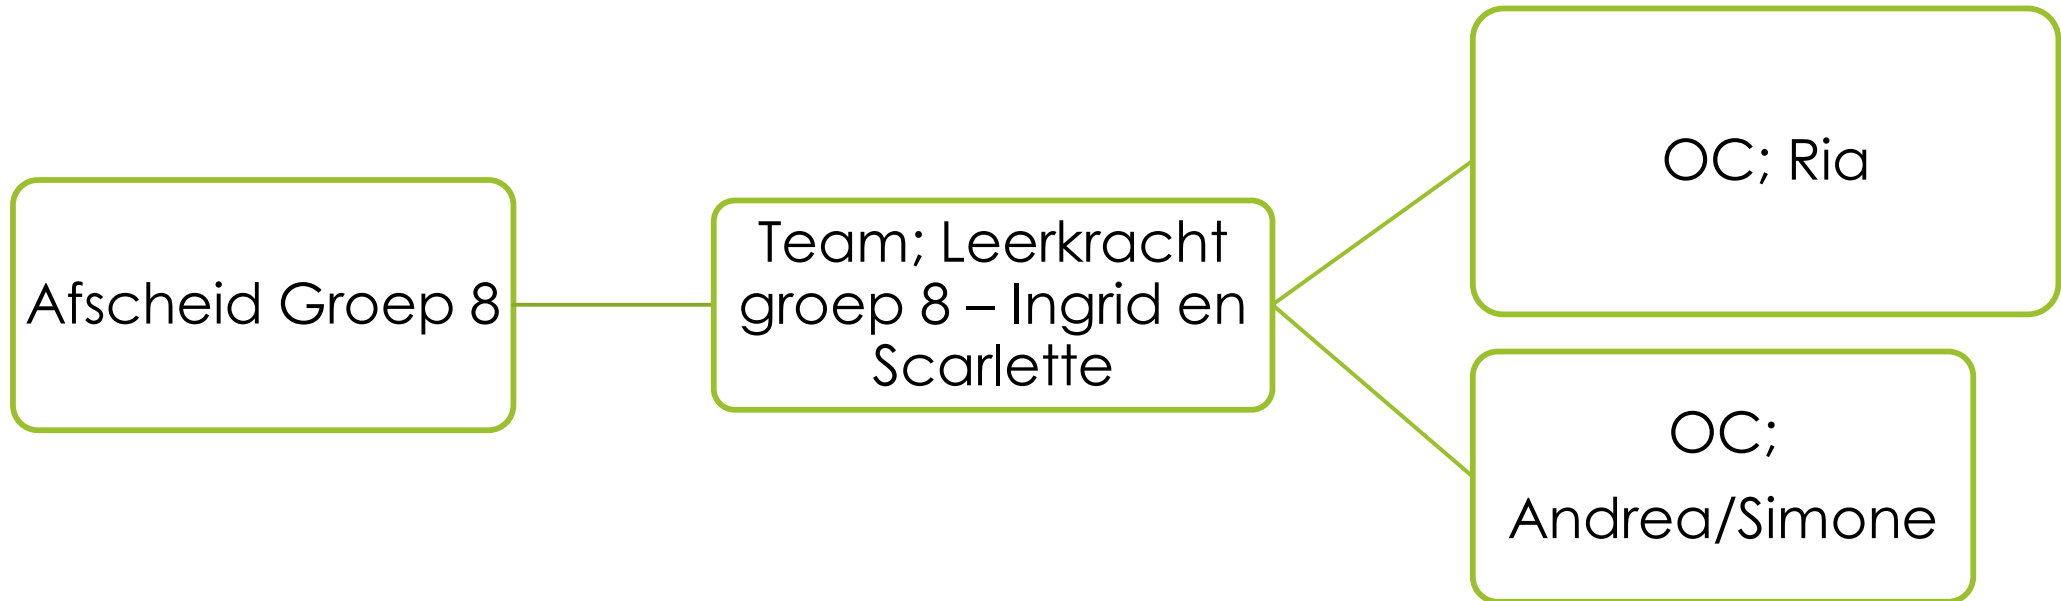 Afscheid Groep 8
Team; Leerkracht
groep 8 – Ingrid en
Scarlette
OC; Ria
OC;
Andrea/Simone